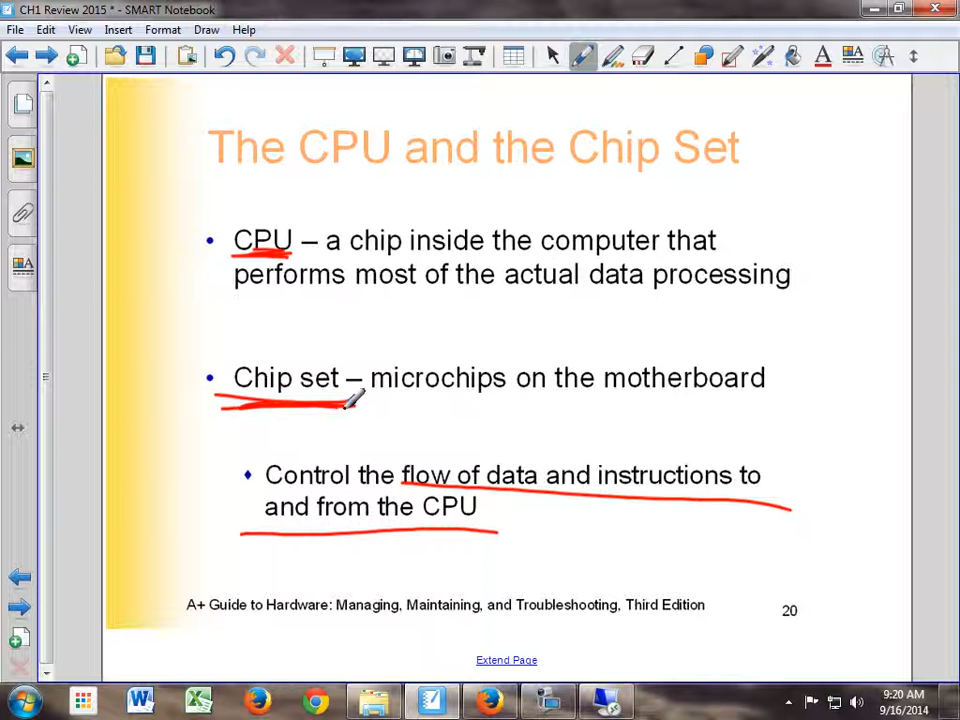 CH1 Review 2015 * - SMART Notebook
File Edit View Insert Format Draw Help
The CPU and the Chip Set
• CPU – a chip inside the computer that
performs most of the actual data processing
• Chip set – microchips on the motherboard
Control the flow of data and instructions to
and from the CPU
A+ Guide to Hardware: Managing, Maintaining, and Troubleshooting, Third Edition
20
Extend Page
9:20 AM
9/16/2014